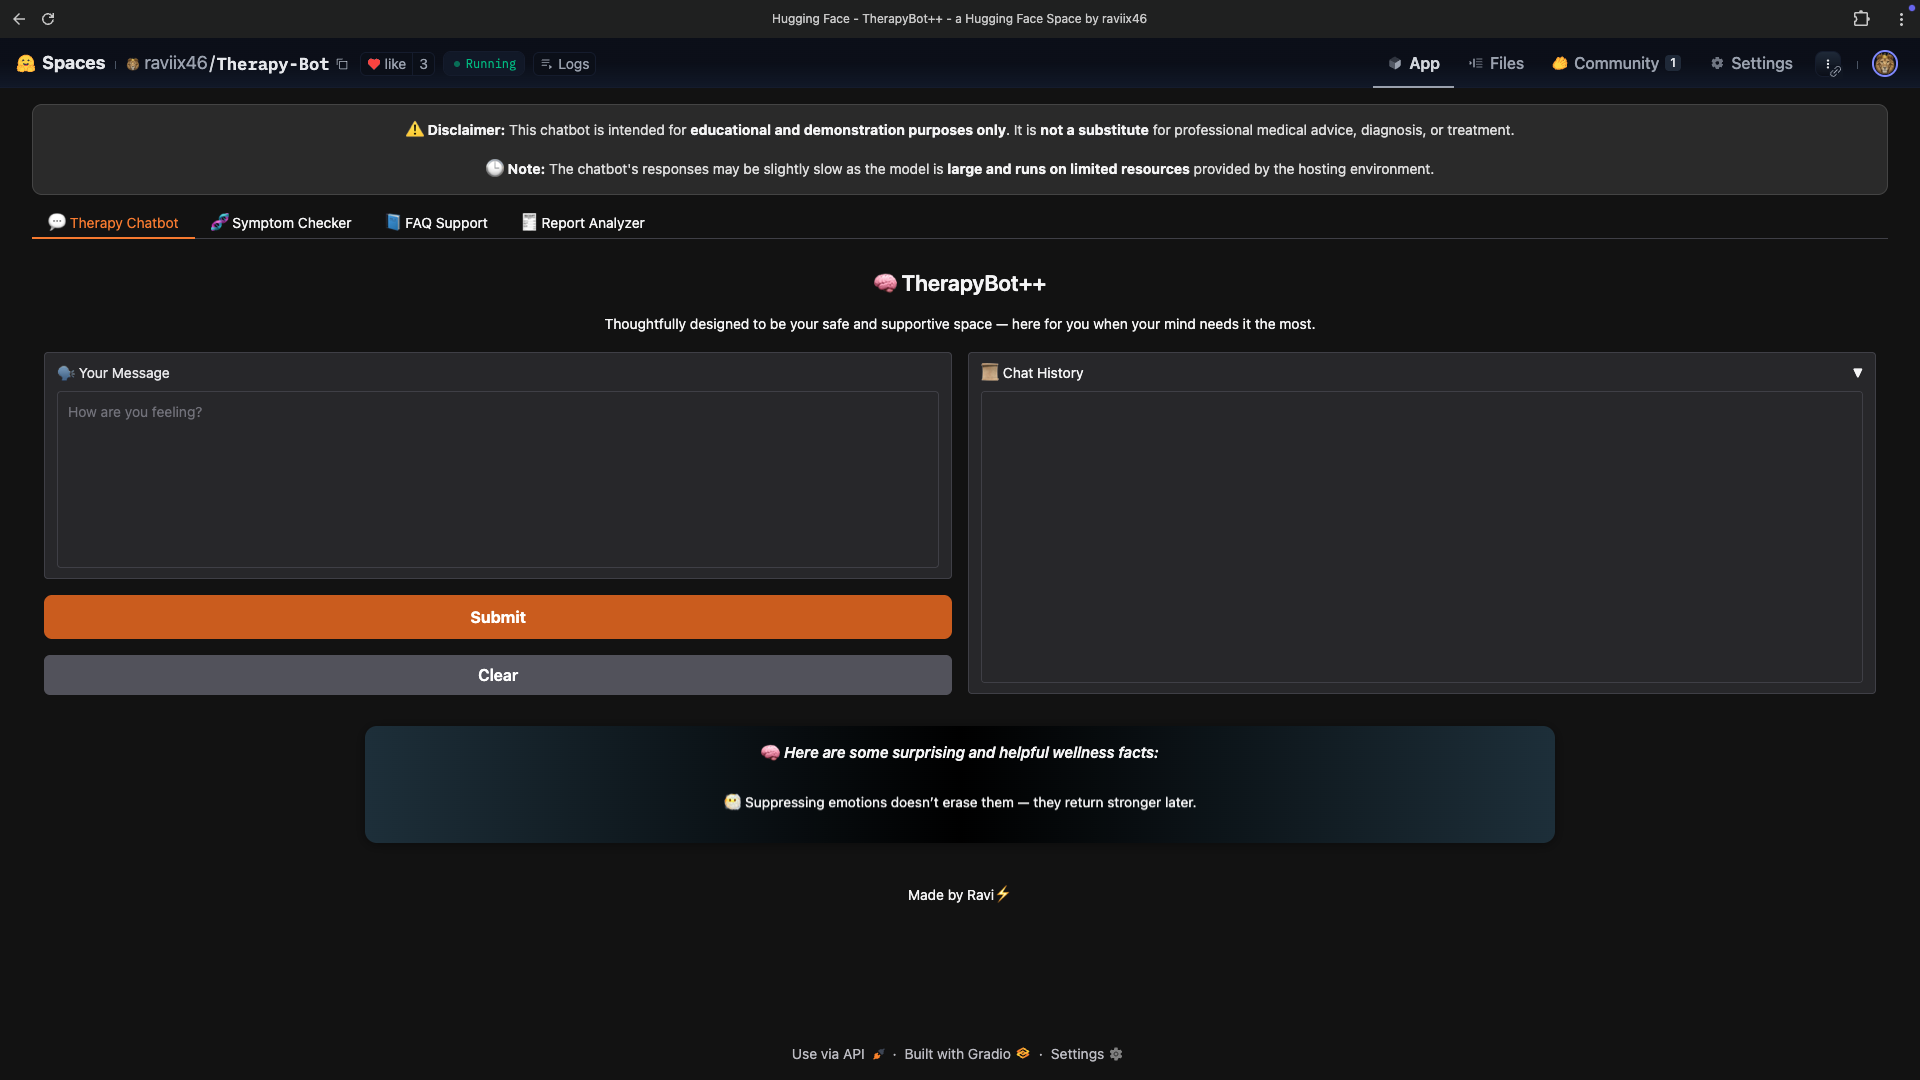 Hugging Face - TherapyBot++ - a Hugging Face Space by raviix46
Spaces raviix46/Therapy-Bot like 3 Running Logs App Files Community 1 Settings
⚠️ Disclaimer: This chatbot is intended for educational and demonstration purposes only. It is not a substitute for professional medical advice, diagnosis, or treatment.
🕒 Note: The chatbot's responses may be slightly slow as the model is large and runs on limited resources provided by the hosting environment.
💬 Therapy Chatbot 🧬 Symptom Checker 📘 FAQ Support 🧾 Report Analyzer
🧠 TherapyBot++
Thoughtfully designed to be your safe and supportive space — here for you when your mind needs it the most.
🗣️ Your Message
How are you feeling?
Submit
Clear
📜 Chat History ▼
🧠 Here are some surprising and helpful wellness facts:
😶 Suppressing emotions doesn’t erase them — they return stronger later.
Made by Ravi⚡
Use via API 🚀 · Built with Gradio · Settings ⚙️